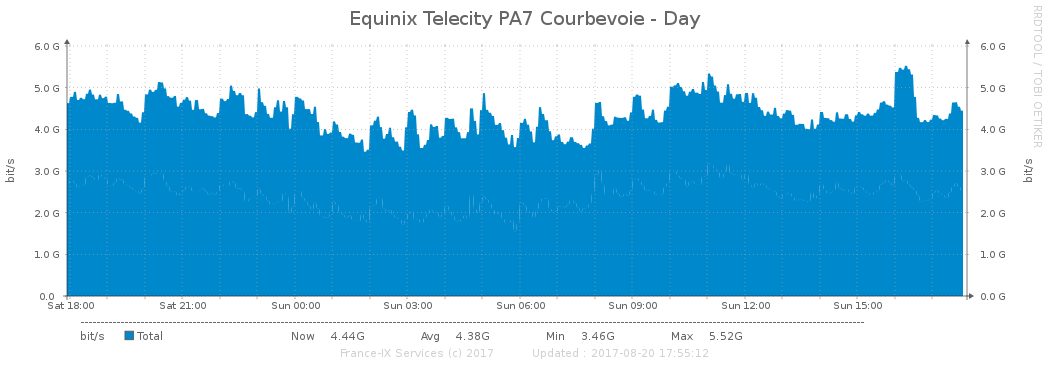 Equinix Telecity PA7 Courbevoie - Day
RRDTOOL / TOBI OETIKER
6.0 G 6.0 G
5.0 G 5.0 G
4.0 G 4.0 G
3.0 G 3.0 G
2.0 G 2.0 G
1.0 G 1.0 G
0.0 0.0 G
bit/s bit/s
Sat 18:00 Sat 21:00 Sun 00:00 Sun 03:00 Sun 06:00 Sun 09:00 Sun 12:00 Sun 15:00
bit/s Total Now 4.44G Avg 4.38G Min 3.46G Max 5.52G
France-IX Services (c) 2017 Updated : 2017-08-20 17:55:12